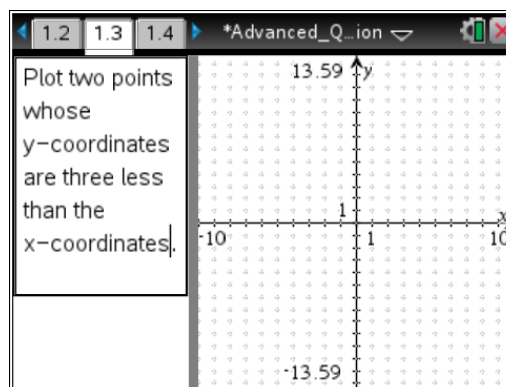 1.2 1.3 1.4 *Advanced_Q…ion
Plot two points
whose
y-coordinates
are three less
than the
x-coordinates.
13.59 y
1
x
-10 1 10
-13.59